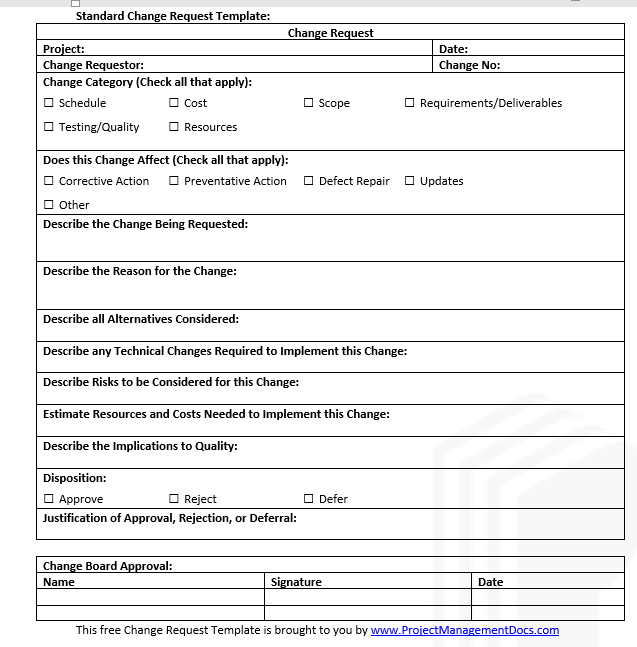 Standard Change Request Template:
Change Request
Project: Date:
Change Requestor: Change No:
Change Category (Check all that apply):
☐ Schedule ☐ Cost ☐ Scope ☐ Requirements/Deliverables
☐ Testing/Quality ☐ Resources
Does this Change Affect (Check all that apply):
☐ Corrective Action ☐ Preventative Action ☐ Defect Repair ☐ Updates
☐ Other
Describe the Change Being Requested:
Describe the Reason for the Change:
Describe all Alternatives Considered:
Describe any Technical Changes Required to Implement this Change:
Describe Risks to be Considered for this Change:
Estimate Resources and Costs Needed to Implement this Change:
Describe the Implications to Quality:
Disposition:
☐ Approve ☐ Reject ☐ Defer
Justification of Approval, Rejection, or Deferral:
Change Board Approval:
Name Signature Date
This free Change Request Template is brought to you by www.ProjectManagementDocs.com